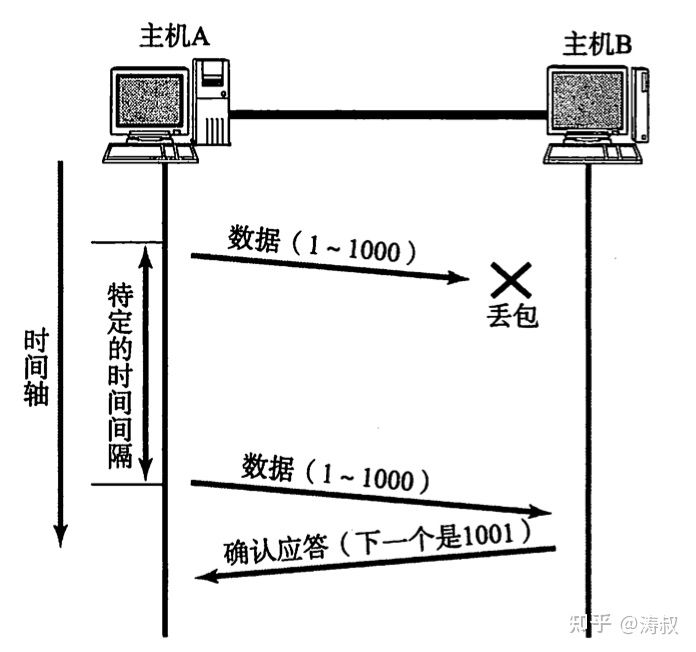 主机A
主机B
数据（1～1000）
丢包
特定的时间间隔
时间轴
数据（1～1000）
确认应答（下一个是1001）
知乎 @涛叔